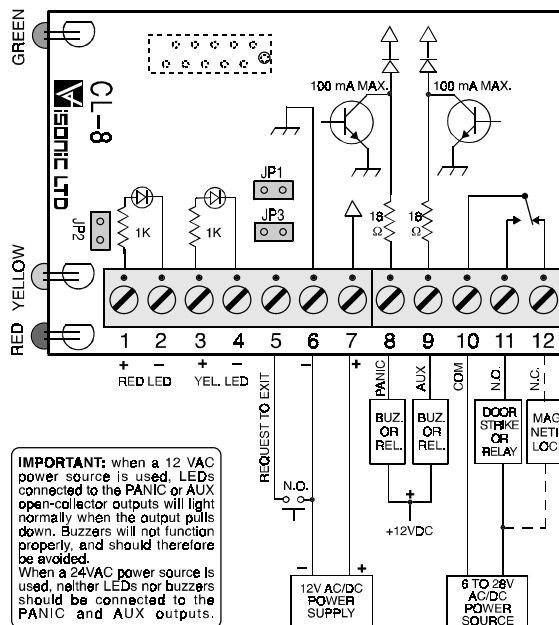 GREEN
CL-8
Visonic LTD
100 mA MAX.
100 mA MAX.
JP1
JP3
JP2
1K
1K
18 Ω
18 Ω
YELLOW
RED
1 2 3 4 5 6 7 8 9 10 11 12
+ − + −
RED LED YEL. LED
REQUEST TO EXIT
−
+
PANIC
AUX
COM
N.O.
N.C.
BUZ.
OR
REL.
BUZ.
OR
REL.
DOOR
STRIKE
OR
RELAY
MAG
NETI
LOC
N.O.
+
+12VDC
− +
12V AC/DC
POWER
SUPPLY
6 TO 28V
AC/DC
POWER
SOURCE
IMPORTANT: when a 12 VAC
power source is used, LEDs
connected to the PANIC or AUX
open-collector outputs will light
normally when the output pulls
down. Buzzers will not function
properly, and should therefore
be avoided.
When a 24VAC power source is
used, neither LEDs nor buzzers
should be connected to the
PANIC and AUX outputs.